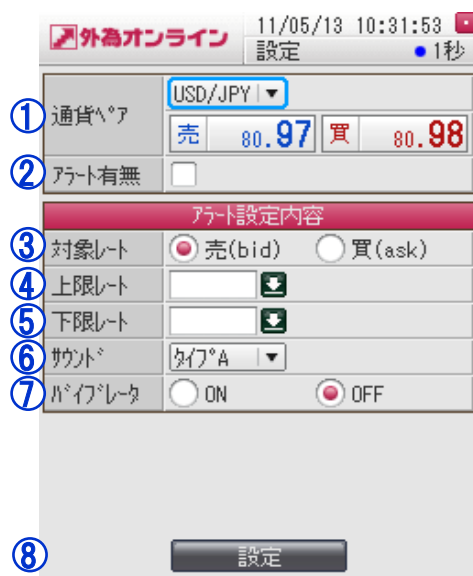 外為オンライン 11/05/13 10:31:53
設定 ●1秒
① 通貨ﾍﾟｱ USD/JPY ▼
売 80.97 買 80.98
② ｱﾗｰﾄ有無
ｱﾗｰﾄ設定内容
③ 対象ﾚｰﾄ 売(bid) 買(ask)
④ 上限ﾚｰﾄ
⑤ 下限ﾚｰﾄ
⑥ ｻｳﾝﾄﾞ ﾀｲﾌﾟA ▼
⑦ ﾊﾞｲﾌﾞﾚｰﾀ ON OFF
⑧ 設定